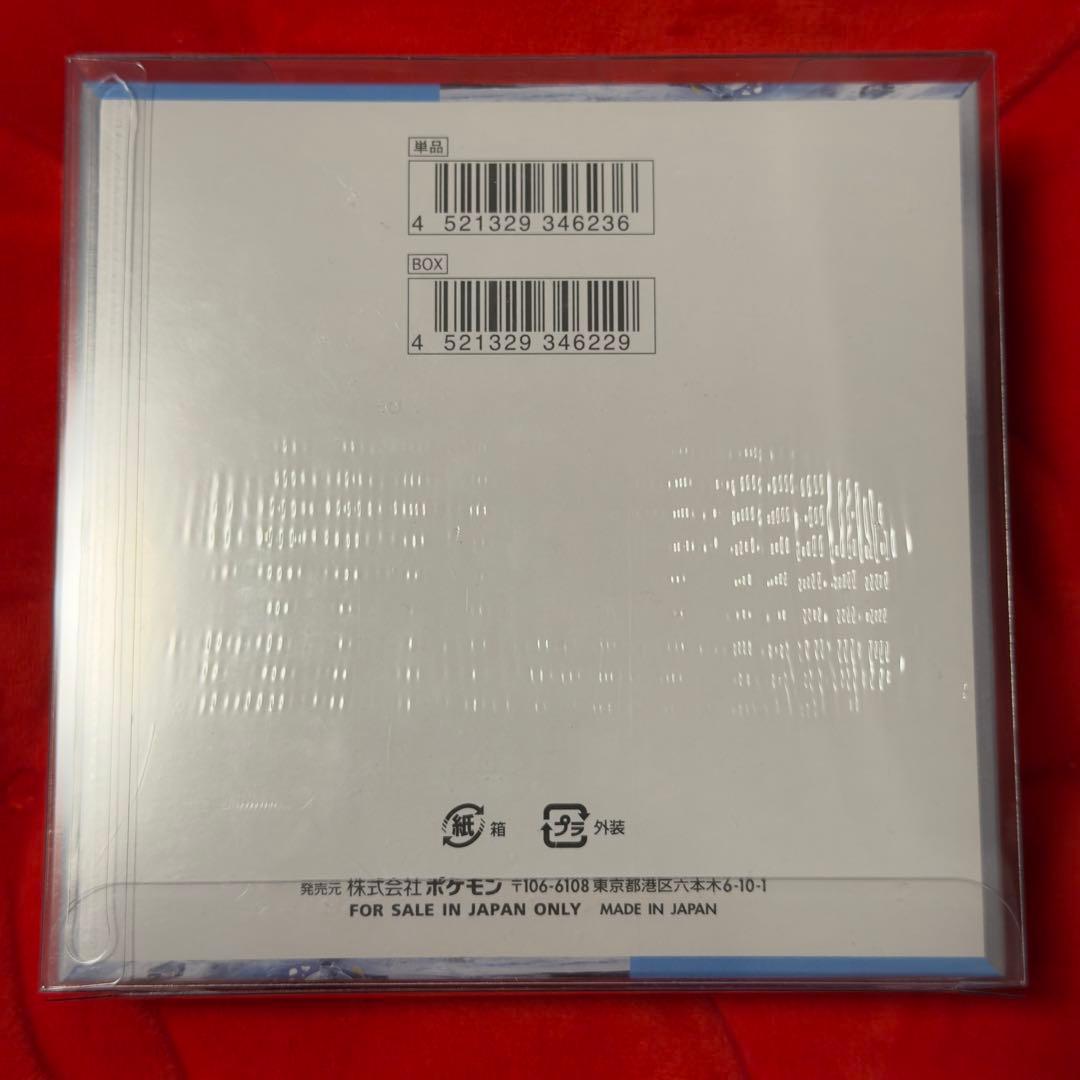 単品
4 521329 346236
BOX
4 521329 346229
紙 箱 プラ 外装
発売元 株式会社 ポケモン 〒106-6108 東京都港区六本木6-10-1
FOR SALE IN JAPAN ONLY MADE IN JAPAN